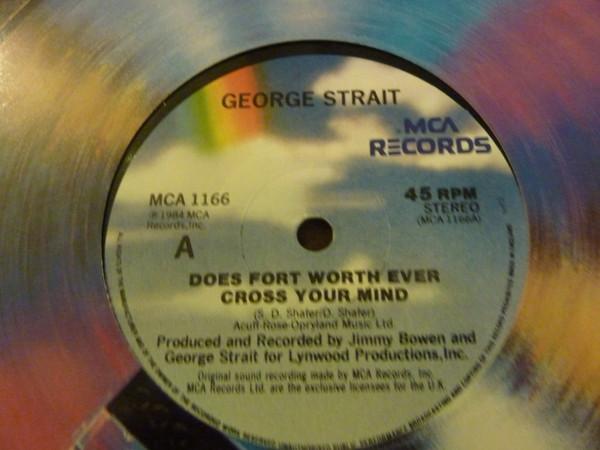 GEORGE STRAIT
MCA
RECORDS
MCA 1166
℗ 1984 MCA
Records, Inc.
45 RPM
STEREO
(MCA 1166A)
A
DOES FORT WORTH EVER
CROSS YOUR MIND
(S. D. Shafer/D. Shafer)
Acuff-Rose-Opryland Music Ltd
Produced and Recorded by Jimmy Bowen and
George Strait for Lynwood Productions, Inc.
Original sound recording made by MCA Records, Inc.
MCA Records Ltd. are the exclusive licensees for the U.K.